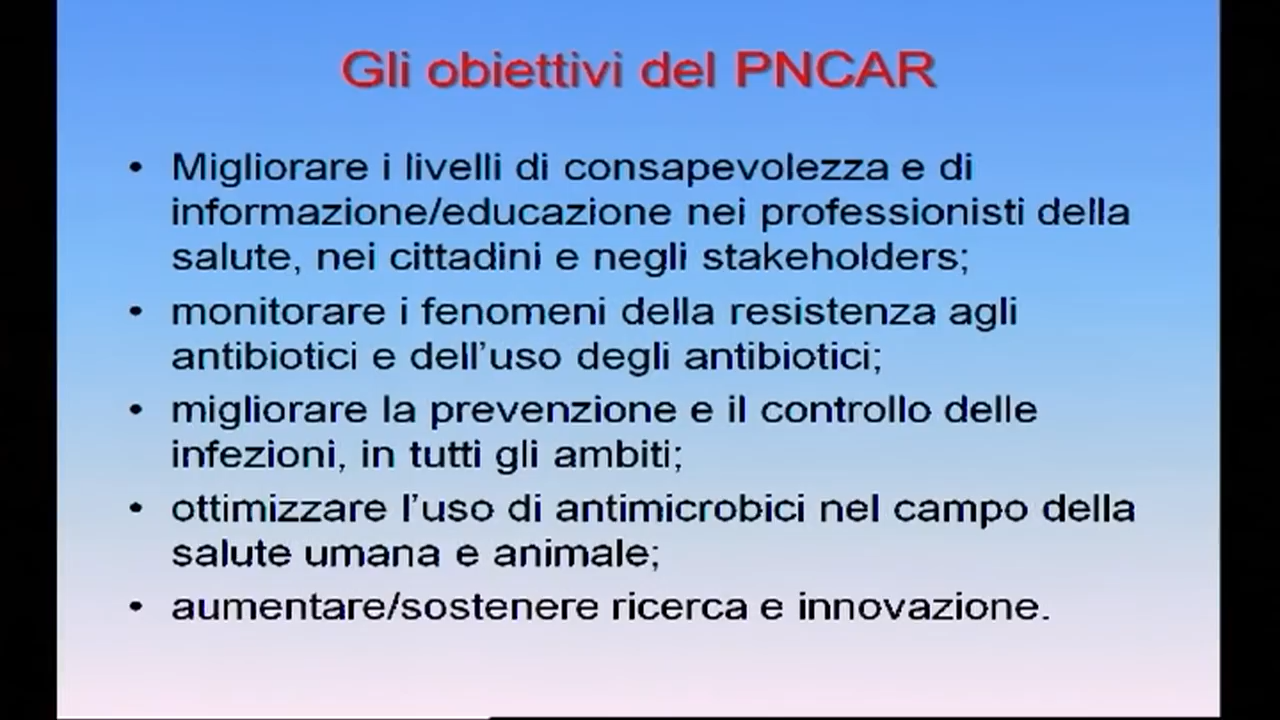 Gli obiettivi del PNCAR
• Migliorare i livelli di consapevolezza e di
informazione/educazione nei professionisti della
salute, nei cittadini e negli stakeholders;
• monitorare i fenomeni della resistenza agli
antibiotici e dell'uso degli antibiotici;
• migliorare la prevenzione e il controllo delle
infezioni, in tutti gli ambiti;
• ottimizzare l'uso di antimicrobici nel campo della
salute umana e animale;
• aumentare/sostenere ricerca e innovazione.